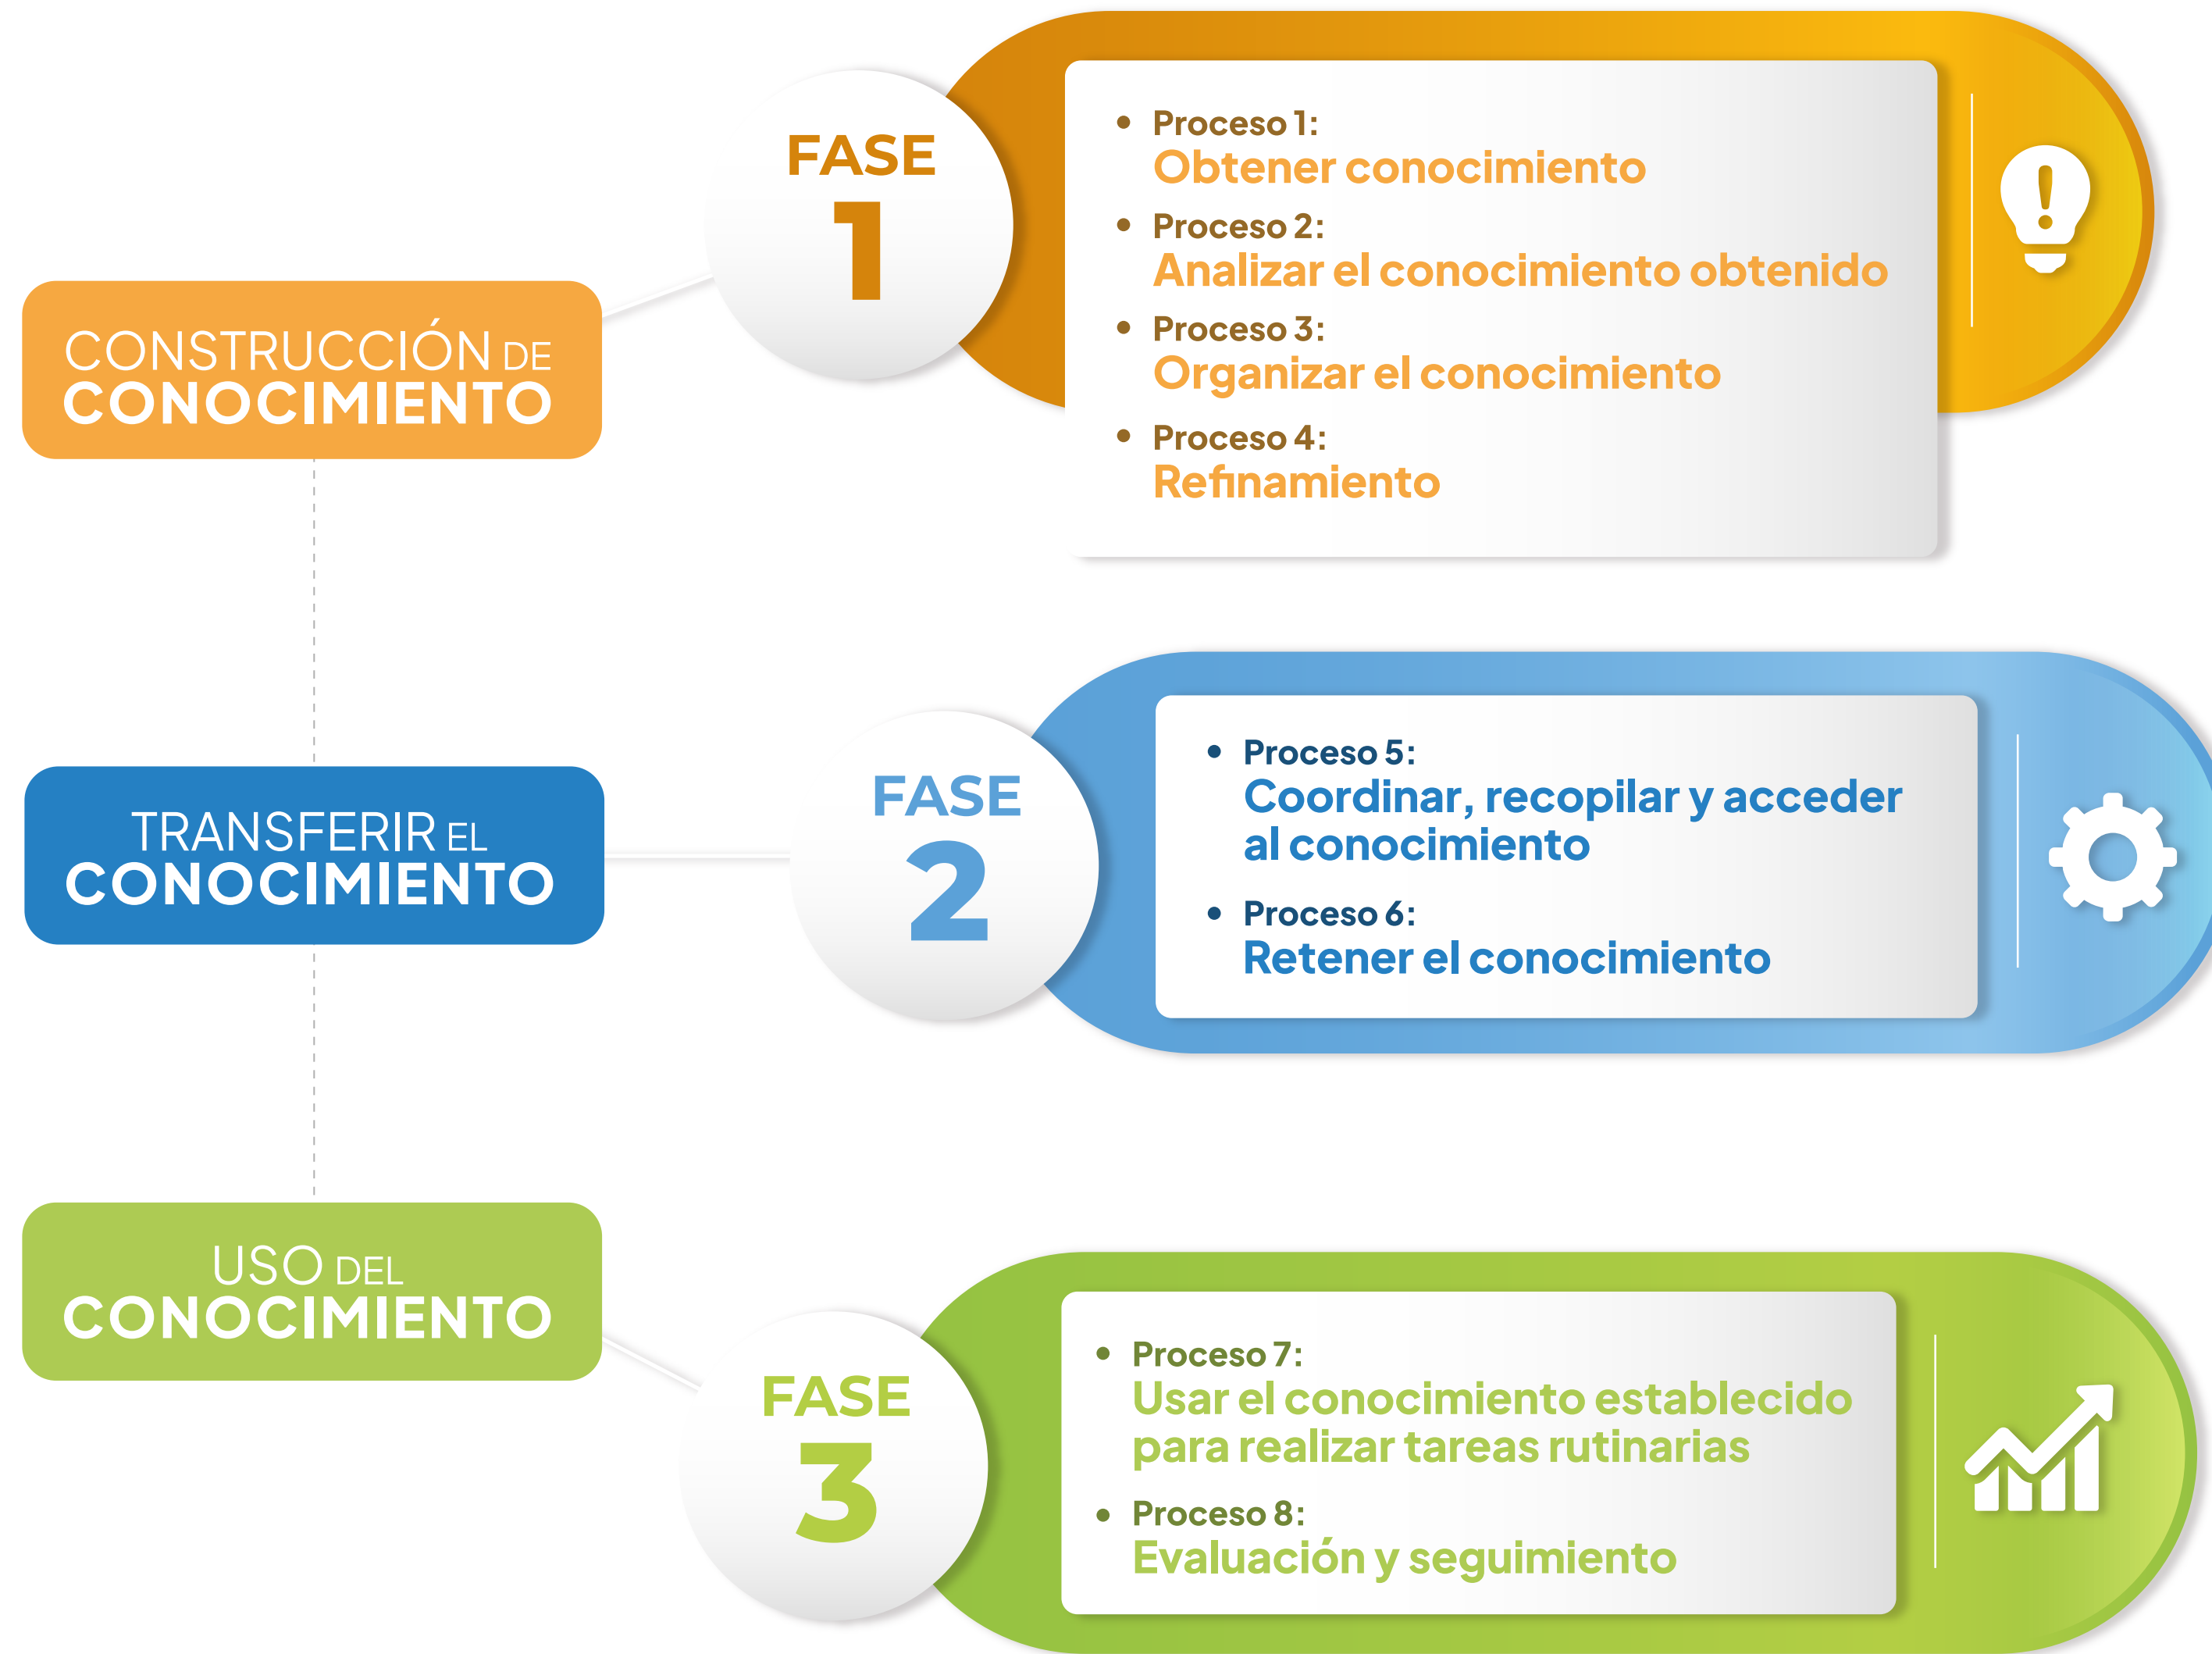 CONSTRUCCIÓN DE
CONOCIMIENTO
FASE
1
• Proceso 1:
Obtener conocimiento
• Proceso 2:
Analizar el conocimiento obtenido
• Proceso 3:
Organizar el conocimiento
• Proceso 4:
Refinamiento
TRANSFERIR EL
CONOCIMIENTO
FASE
2
• Proceso 5:
Coordinar, recopilar y acceder
al conocimiento
• Proceso 6:
Retener el conocimiento
USO DEL
CONOCIMIENTO
FASE
3
• Proceso 7:
Usar el conocimiento establecido
para realizar tareas rutinarias
• Proceso 8:
Evaluación y seguimiento